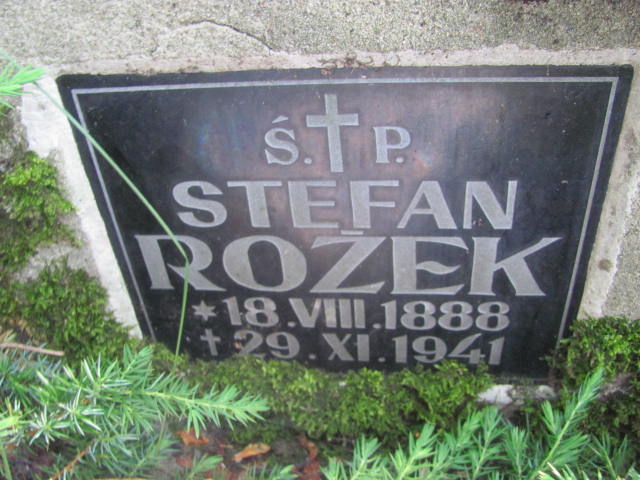 Ś. P.
STEFAN
ROŻEK
* 18.VIII.1888
† 29.XI.1941